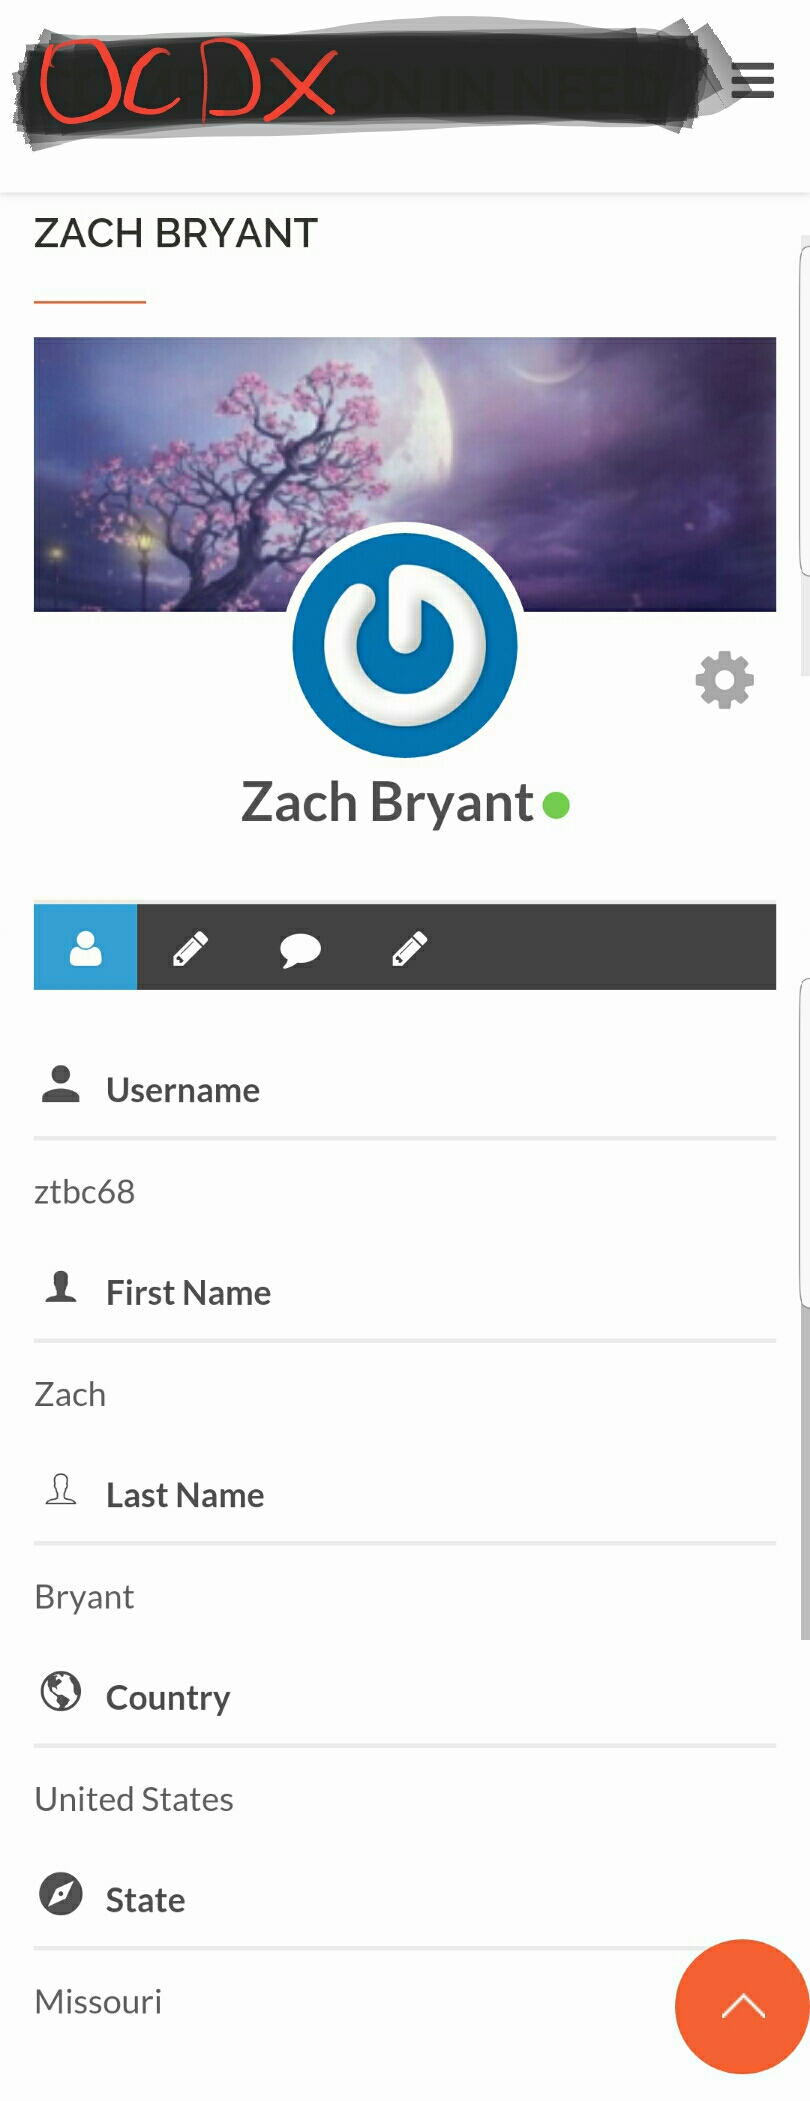 OCDX
ZACH BRYANT
Zach Bryant
Username
ztbc68
First Name
Zach
Last Name
Bryant
Country
United States
State
Missouri